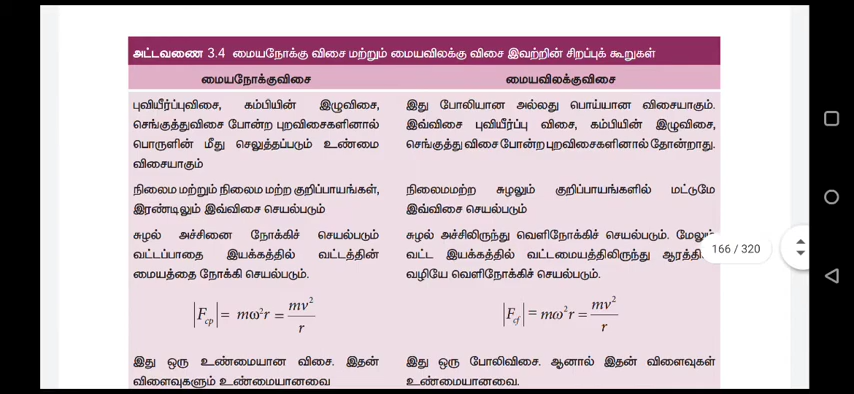 அட்டவணை 3.4 மையநோக்கு விசை மற்றும் மையவிலக்கு விசை இவற்றின் சிறப்புக் கூறுகள்
மையநோக்குவிசை
புவியீர்ப்புவிசை, கம்பியின் இழுவிசை,
செங்குத்துவிசை போன்ற புறவிசைகளினால்
பொருளின் மீது செலுத்தப்படும் உண்மை
விசையாகும்
நிலைம மற்றும் நிலைம மற்ற குறிப்பாயங்கள்,
இரண்டிலும் இவ்விசை செயல்படும்
சுழல் அச்சினை நோக்கிச் செயல்படும்
வட்டப்பாதை இயக்கத்தில் வட்டத்தின்
மையத்தை நோக்கி செயல்படும்.
|Fcp| = mω²r = mv²/r
இது ஒரு உண்மையான விசை. இதன்
விளைவுகளும் உண்மையானவை
மையவிலக்குவிசை
இது போலியான அல்லது பொய்யான விசையாகும்.
இவ்விசை புவியீர்ப்பு விசை, கம்பியின் இழுவிசை,
செங்குத்து விசை போன்ற புறவிசைகளினால் தோன்றாது.
நிலைமமற்ற சுழலும் குறிப்பாயங்களில் மட்டுமே
இவ்விசை செயல்படும்
சுழல் அச்சிலிருந்து வெளிநோக்கிச் செயல்படும். மேலும்
வட்ட இயக்கத்தில் வட்டமையத்திலிருந்து
வழியே வெளிநோக்கிச் செயல்படும்.
|Fcf| = mω²r = mv²/r
இது ஒரு போலிவிசை. ஆனால் இதன் விளைவுகள்
உண்மையானவை.
166 / 320